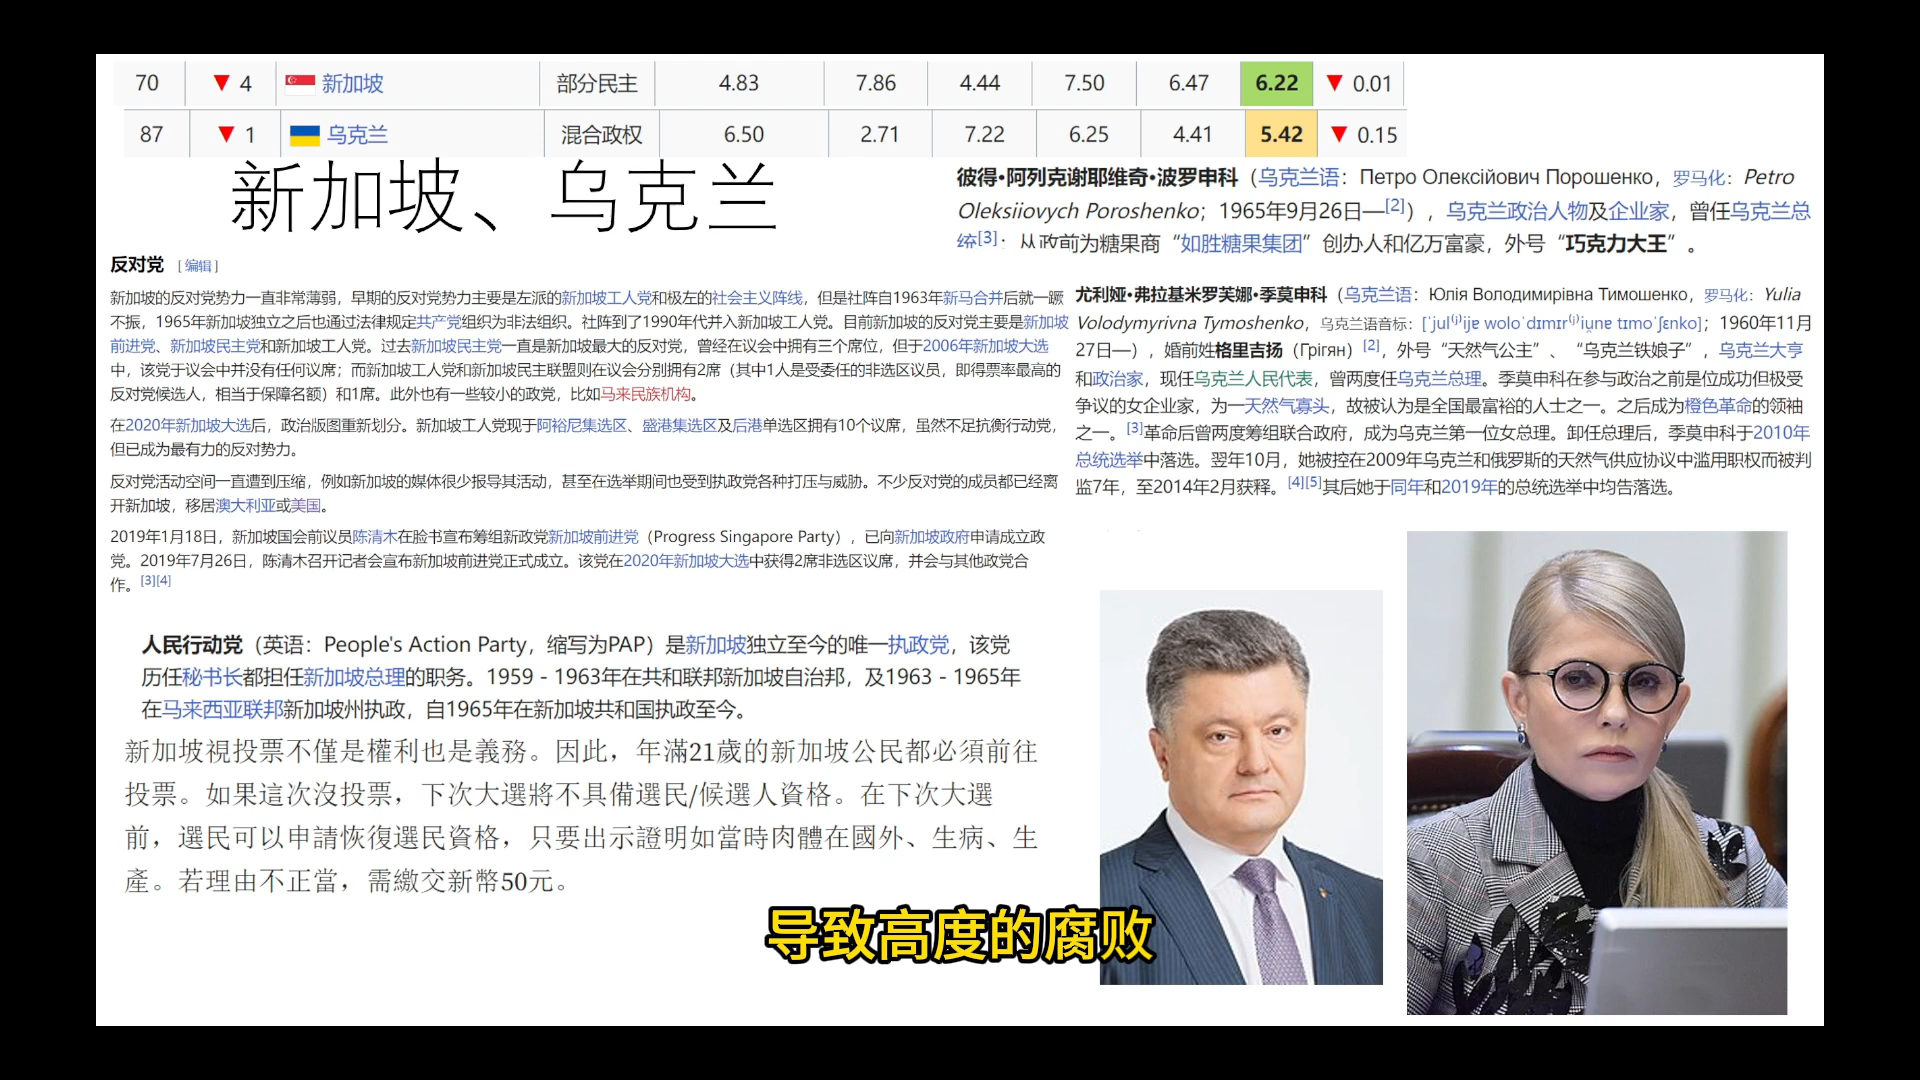 70 ▼ 4 新加坡 部分民主 4.83 7.86 4.44 7.50 6.47 6.22 ▼ 0.01
87 ▼ 1 乌克兰 混合政权 6.50 2.71 7.22 6.25 4.41 5.42 ▼ 0.15
新加坡、乌克兰
反对党 [编辑]
新加坡的反对党势力一直非常薄弱，早期的反对党势力主要是左派的新加坡工人党和极左的社会主义阵线，但是社阵自1963年新马合并后就一蹶
不振，1965年新加坡独立之后也通过法律规定共产党组织为非法组织。社阵到了1990年代并入新加坡工人党。目前新加坡的反对党主要是新加坡
前进党、新加坡民主党和新加坡工人党。过去新加坡民主党一直是新加坡最大的反对党，曾经在议会中拥有三个席位，但于2006年新加坡大选
中，该党于议会中并没有任何议席；而新加坡工人党和新加坡民主联盟则在议会分别拥有2席（其中1人是受委任的非选区议员，即得票率最高的
反对党候选人，相当于保障名额）和1席。此外也有一些较小的政党，比如马来民族机构。
在2020年新加坡大选后，政治版图重新划分。新加坡工人党现于阿裕尼集选区、盛港集选区及后港单选区拥有10个议席，虽然不足抗衡行动党，
但已成为最有力的反对势力。
反对党活动空间一直遭到压缩，例如新加坡的媒体很少报导其活动，甚至在选举期间也受到执政党各种打压与威胁。不少反对党的成员都已经离
开新加坡，移居澳大利亚或美国。
2019年1月18日，新加坡国会前议员陈清木在脸书宣布筹组新政党新加坡前进党（Progress Singapore Party），已向新加坡政府申请成立政
党。2019年7月26日，陈清木召开记者会宣布新加坡前进党正式成立。该党在2020年新加坡大选中获得2席非选区议席，并会与其他政党合
作。[3][4]
人民行动党（英语：People's Action Party，缩写为PAP）是新加坡独立至今的唯一执政党，该党
历任秘书长都担任新加坡总理的职务。1959 - 1963年在共和联邦新加坡自治邦，及1963 - 1965年
在马来西亚联邦新加坡州执政，自1965年在新加坡共和国执政至今。
新加坡視投票不僅是權利也是義務。因此，年滿21歲的新加坡公民都必須前往
投票。如果這次沒投票，下次大選將不具備選民/候選人資格。在下次大選
前，選民可以申請恢復選民資格，只要出示證明如當時肉體在國外、生病、生
產。若理由不正當，需繳交新幣50元。
彼得•阿列克谢耶维奇•波罗申科（乌克兰语：Петро Олексійович Порошенко，罗马化：Petro
Oleksiiovych Poroshenko；1965年9月26日—[2]），乌克兰政治人物及企业家，曾任乌克兰总
统[3]；从政前为糖果商“如胜糖果集团”创办人和亿万富豪，外号“巧克力大王”。
尤利娅•弗拉基米罗芙娜•季莫申科（乌克兰语：Юлія Володимирівна Тимошенко，罗马化：Yulia
Volodymyrivna Tymoshenko，乌克兰语音标：[ˈjul⁽ʲ⁾ijɐ woloˈdɪmɪr⁽ʲ⁾iu̯nɐ tɪmoˈʃɛnko]；1960年11月
27日—），婚前姓格里吉扬（Грігян）[2]，外号“天然气公主”、“乌克兰铁娘子”，乌克兰大亨
和政治家，现任乌克兰人民代表，曾两度任乌克兰总理。季莫申科在参与政治之前是位成功但极受
争议的女企业家，为一天然气寡头，故被认为是全国最富裕的人士之一。之后成为橙色革命的领袖
之一。[3]革命后曾两度筹组联合政府，成为乌克兰第一位女总理。卸任总理后，季莫申科于2010年
总统选举中落选。翌年10月，她被控在2009年乌克兰和俄罗斯的天然气供应协议中滥用职权而被判
监7年，至2014年2月获释。[4][5]其后她于同年和2019年的总统选举中均告落选。
导致高度的腐败